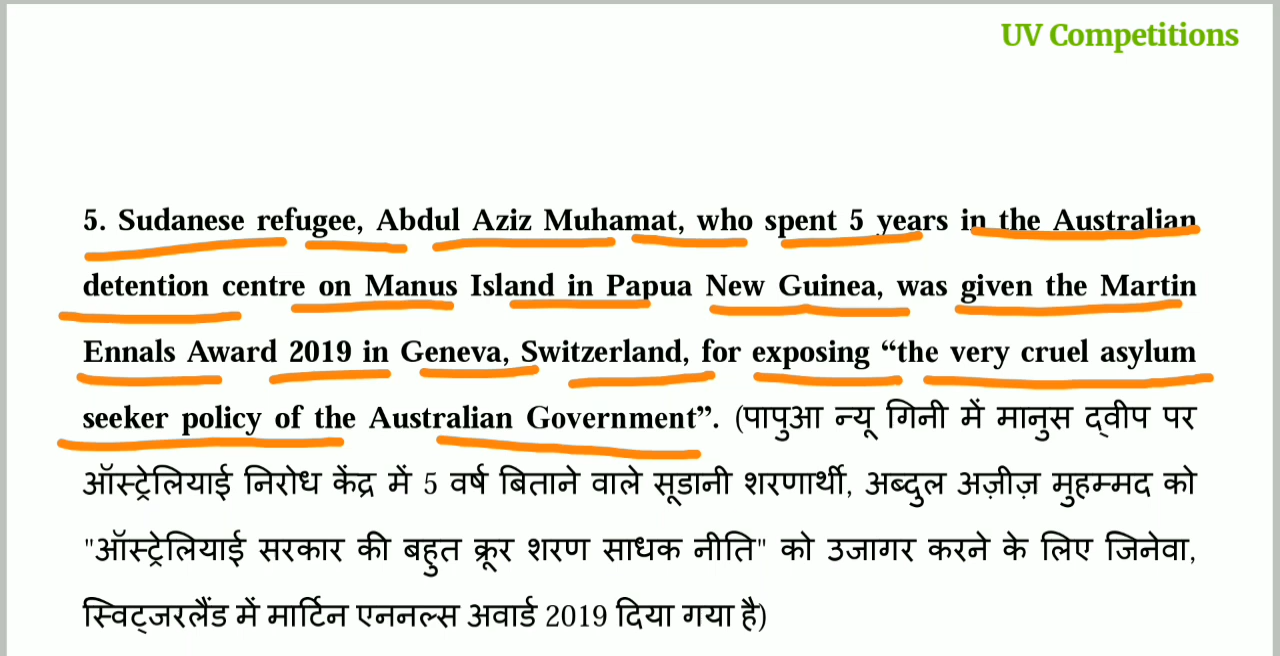 UV Competitions
5. Sudanese refugee, Abdul Aziz Muhamat, who spent 5 years in the Australian
detention centre on Manus Island in Papua New Guinea, was given the Martin
Ennals Award 2019 in Geneva, Switzerland, for exposing “the very cruel asylum
seeker policy of the Australian Government”. (पापुआ न्यू गिनी में मानुस द्वीप पर
ऑस्ट्रेलियाई निरोध केंद्र में 5 वर्ष बिताने वाले सूडानी शरणार्थी, अब्दुल अज़ीज़ मुहम्मद को
"ऑस्ट्रेलियाई सरकार की बहुत क्रूर शरण साधक नीति" को उजागर करने के लिए जिनेवा,
स्विट्जरलैंड में मार्टिन एननल्स अवार्ड 2019 दिया गया है)